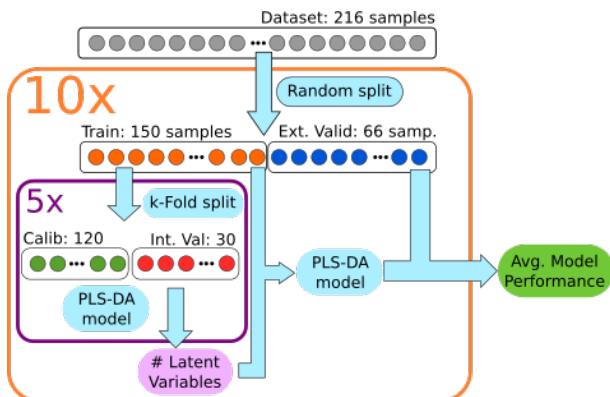 Dataset: 216 samples
10x
Random split
Train: 150 samples
Ext. Valid: 66 samp.
5x
k-Fold split
Calib: 120
Int. Val: 30
PLS-DA
model
PLS-DA
model
Avg. Model
Performance
# Latent
Variables